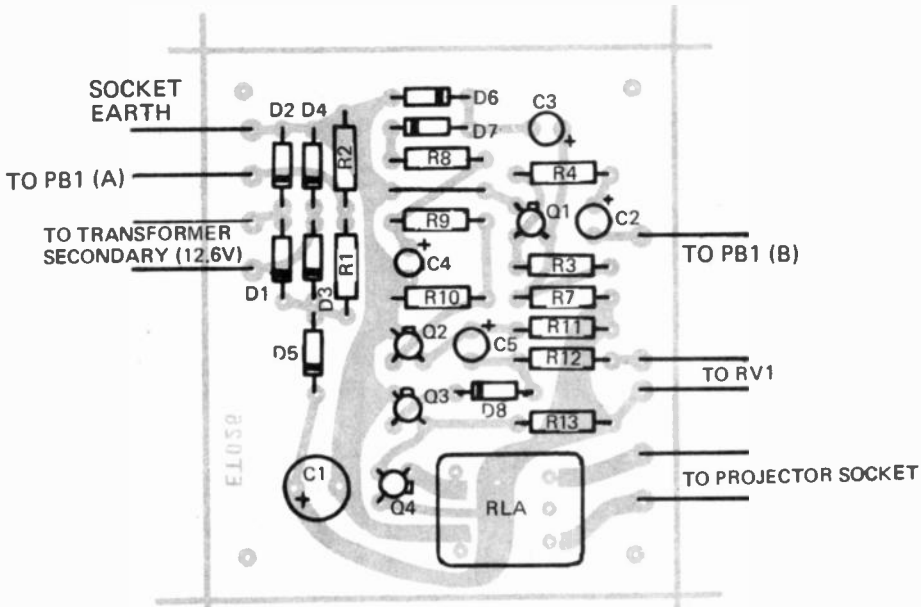 SOCKET
EARTH
D2 D4
D6
C3
+
D7
R2
R8
TO PB1 (A)
R4
+
Q1
C2
R9
TO TRANSFORMER
SECONDARY (12.6V)
+
C4
TO PB1 (B)
R1
R3
D1
D3
R10
R7
+
R11
Q2
C5
D5
R12
TO RV1
Q3
D8
R13
ET026
C1
+
Q4
RLA
TO PROJECTOR SOCKET